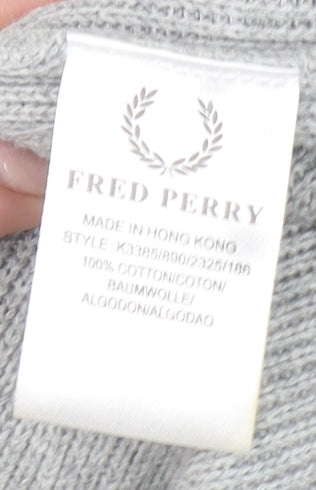 FRED PERRY
MADE IN HONG KONG
STYLE K3385/890/2325/186
100% COTTON/COTON/
BAUMWOLLE/
ALGODON/ALGODAO